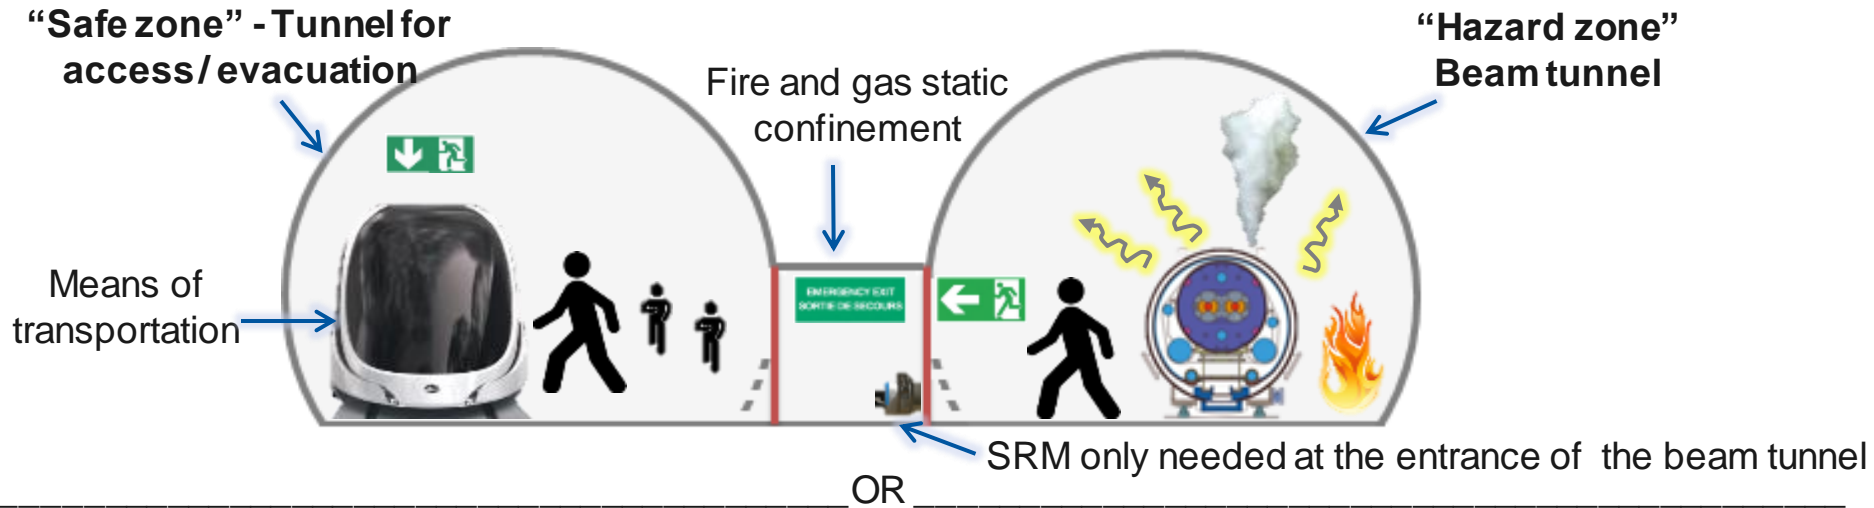 “Safe zone” - Tunnel for
access / evacuation
“Hazard zone”
Beam tunnel
Fire and gas static
confinement
Means of
transportation
EMERGENCY EXIT
SORTIE DE SECOURS
SRM only needed at the entrance of the beam tunnel
OR